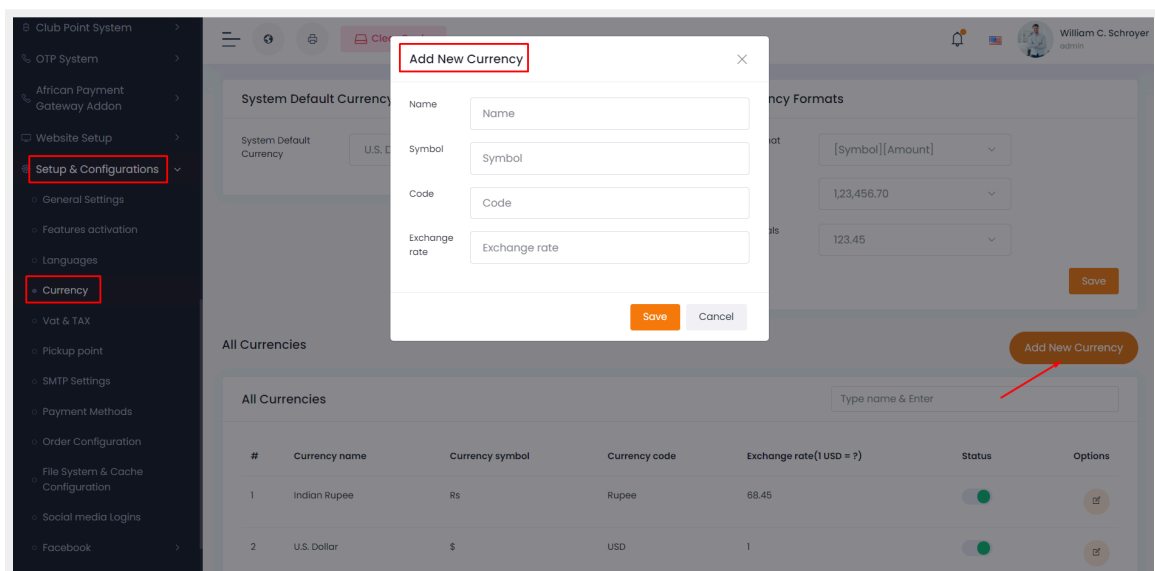 Club Point System
OTP System
African Payment
Gateway Addon
Website Setup
Setup & Configurations
General Settings
Features activation
Languages
Currency
Vat & TAX
Pickup point
SMTP Settings
Payment Methods
Order Configuration
File System & Cache
Configuration
Social media Logins
Facebook
William C. Schroyer
admin
System Default Currency
System Default
Currency
U.S.
[Symbol][Amount]
1,23,456.70
123.45
Save
Add New Currency
Name
Name
Symbol
Symbol
Code
Code
Exchange
rate
Exchange rate
Save
Cancel
All Currencies
Add New Currency
All Currencies
Type name & Enter
# Currency name Currency symbol Currency code Exchange rate(1 USD = ?) Status Options
1 Indian Rupee Rs Rupee 68.45
2 U.S. Dollar $ USD 1